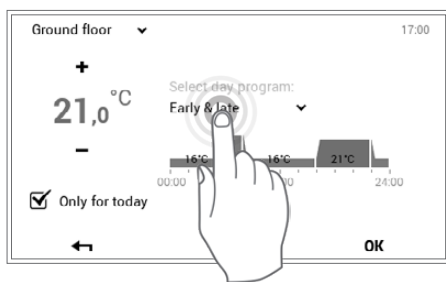 Ground floor
17:00
+
21,0 °C
−
Select day program:
Early & late
16°C
16°C
21°C
00:00
:00
24:00
Only for today
OK